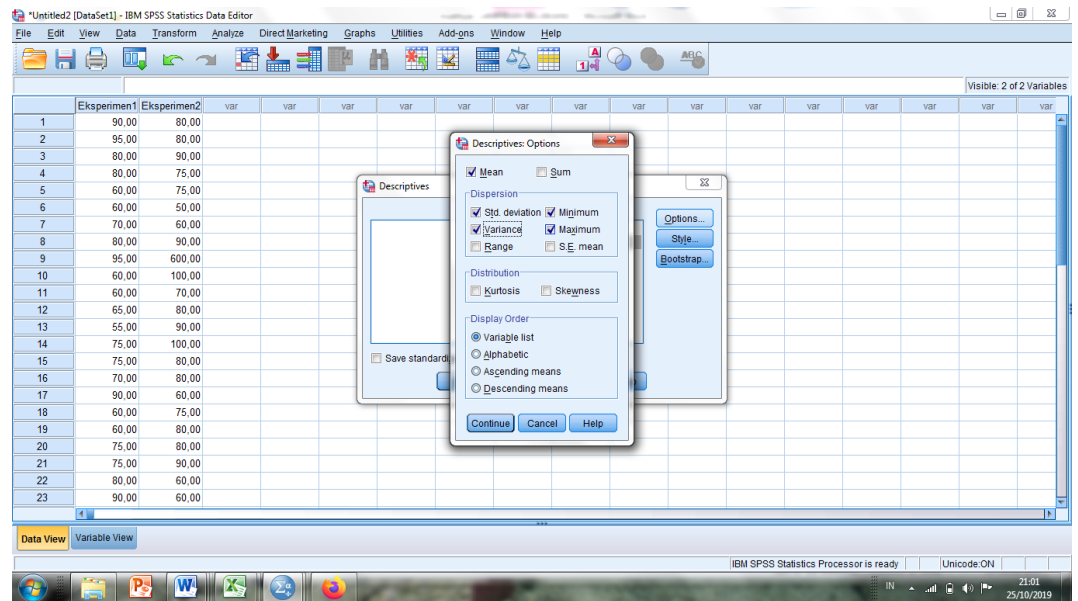 *Untitled2 [DataSet1] - IBM SPSS Statistics Data Editor
File Edit View Data Transform Analyze Direct Marketing Graphs Utilities Add-ons Window Help
Visible: 2 of 2 Variables
Eksperimen1 Eksperimen2 var var var var var var var var var var var var var var var
1 90,00 80,00
2 95,00 80,00
3 80,00 90,00
4 80,00 75,00
5 60,00 75,00
6 60,00 50,00
7 70,00 60,00
8 80,00 90,00
9 95,00 600,00
10 60,00 100,00
11 60,00 70,00
12 65,00 80,00
13 55,00 90,00
14 75,00 100,00
15 75,00 80,00
16 70,00 80,00
17 90,00 60,00
18 60,00 75,00
19 60,00 80,00
20 75,00 80,00
21 75,00 90,00
22 80,00 60,00
23 90,00 60,00
Descriptives
Options...
Style...
Bootstrap...
Save standardi
Descriptives: Options
Mean Sum
Dispersion
Std. deviation Minimum
Variance Maximum
Range S.E. mean
Distribution
Kurtosis Skewness
Display Order
Variable list
Alphabetic
Ascending means
Descending means
Continue Cancel Help
Data View Variable View
IBM SPSS Statistics Processor is ready Unicode:ON
IN 21:01
25/10/2019